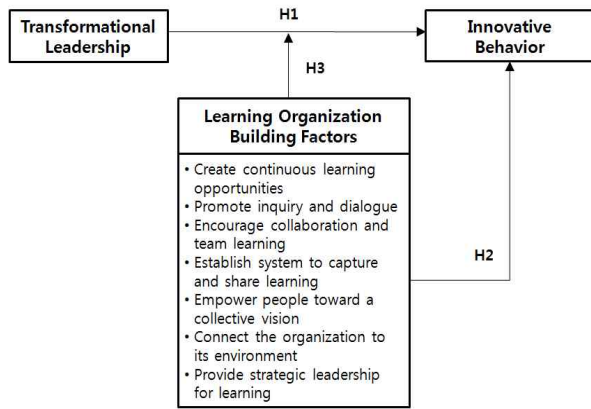 Transformational
Leadership
H1
Innovative
Behavior
H3
Learning Organization
Building Factors
• Create continuous learning
opportunities
• Promote inquiry and dialogue
• Encourage collaboration and
team learning
• Establish system to capture
and share learning
• Empower people toward a
collective vision
• Connect the organization to
its environment
• Provide strategic leadership
for learning
H2